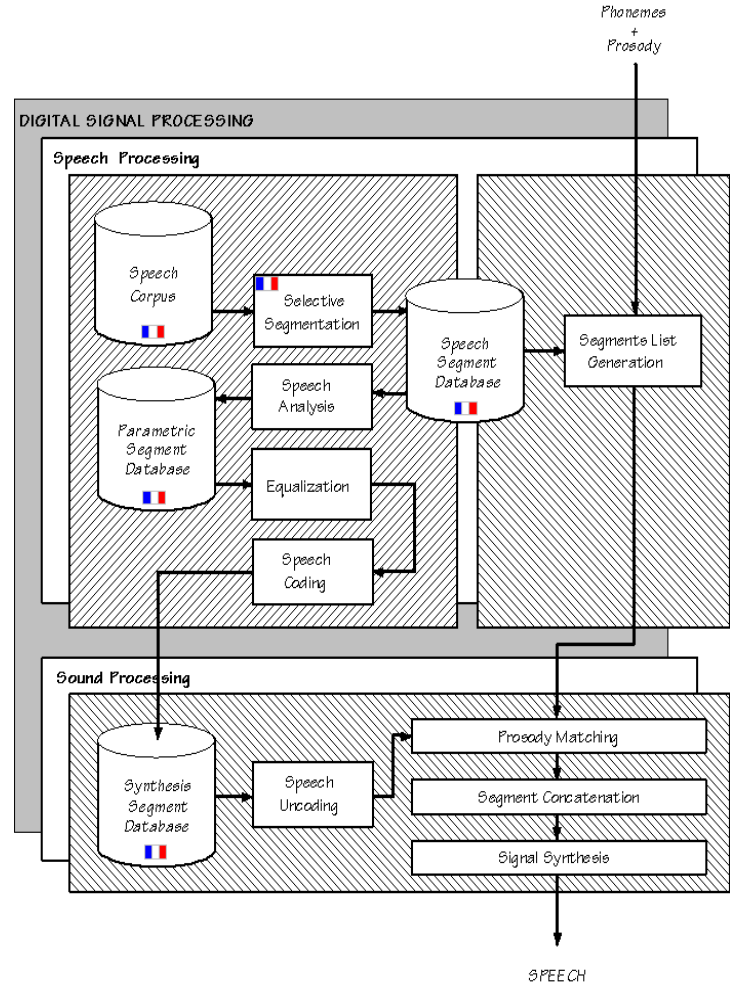 Phonemes
+
Prosody
DIGITAL SIGNAL PROCESSING
Speech Processing
Speech
Corpus
Selective
Segmentation
Speech
Segment
Database
Segments List
Generation
Speech
Analysis
Parametric
Segment
Database
Equalization
Speech
Coding
Sound Processing
Synthesis
Segment
Database
Speech
Uncoding
Prosody Matching
Segment Concatenation
Signal Synthesis
SPEECH